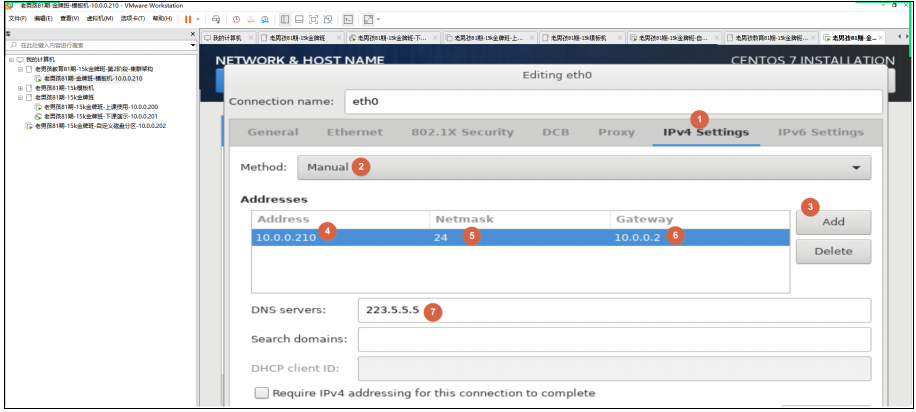 老男孩81期-金牌班-模板机-10.0.0.210 - VMware Workstation
文件(F) 编辑(E) 查看(V) 虚拟机(M) 选项卡(T) 帮助(H)
库
在此处键入内容进行搜索
我的计算机
老男孩教育81期-15k金牌班-第2阶段-集群架构
老男孩81期-金牌班-模板机-10.0.0.210
老男孩81期-15k模板机
老男孩81期-15k金牌班
老男孩81期-15k金牌班-上课使用-10.0.0.200
老男孩81期-15k金牌班-下课演示-10.0.0.201
老男孩81期-15k金牌班-自定义磁盘分区-10.0.0.202
我的计算机 老男孩81期-15k金牌班 老男孩81期-15k金牌班-下... 老男孩81期-15k金牌班-上... 老男孩81期-15k模板机 老男孩81期-15k金牌班-自... 老男孩教育81期-15k金牌班... 老男孩81期-金...
NETWORK & HOST NAME CENTOS 7 INSTALLATION
Editing eth0
Connection name: eth0
1
General Ethernet 802.1X Security DCB Proxy IPv4 Settings IPv6 Settings
Method: Manual 2
Addresses
Address Netmask Gateway 3 Add
10.0.0.210 4 24 5 10.0.0.2 6
Delete
DNS servers: 223.5.5.5 7
Search domains:
DHCP client ID:
Require IPv4 addressing for this connection to complete